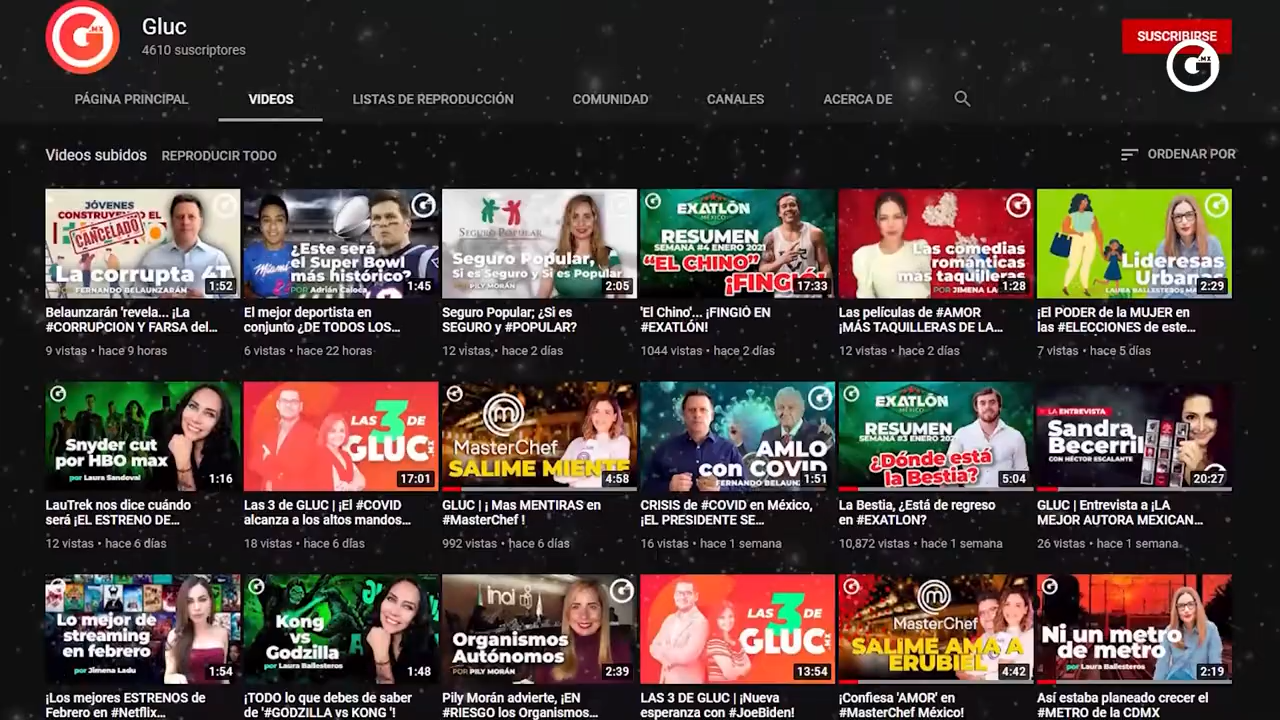 G.MX
Gluc
4610 suscriptores
SUSCRIBIRSE
G.MX
PÁGINA PRINCIPAL
VIDEOS
LISTAS DE REPRODUCCIÓN
COMUNIDAD
CANALES
ACERCA DE
Videos subidos
REPRODUCIR TODO
ORDENAR POR
JÓVENES
CONSTRUYENDO EL
CANCELADO
La corrupta 4T
FERNANDO BELAUNZARÁN
1:52
Miami
¿Este será
el Super Bowl
más histórico?
POR Adrián Caloca
1:45
SEGURO POPULAR
Seguro Popular,
Si es Seguro y Si es Popular
PILY MORÁN
2:05
EXATLÓN
MÉXICO
RESUMEN
SEMANA #4 ENERO 2021
"EL CHINO"
¡FINGIÓ!
17:33
Las comedias
románticas
más taquilleras
POR JIMENA LA
1:28
Lideresas
Urbanas
LAURA BALLESTEROS MA
2:29
Belaunzarán 'revela... ¡La
#CORRUPCION Y FARSA del...
9 vistas • hace 9 horas
El mejor deportista en
conjunto ¿DE TODOS LOS...
6 vistas • hace 22 horas
Seguro Popular; ¿Si es
SEGURO y #POPULAR?
12 vistas • hace 2 días
'El Chino'... ¡FINGIÓ EN
#EXATLÓN!
1044 vistas • hace 2 días
Las películas de #AMOR
¡MÁS TAQUILLERAS DE LA...
12 vistas • hace 2 días
¡El PODER de la MUJER en
las #ELECCIONES de este...
7 vistas • hace 5 días
Snyder cut
por HBO max
por Laura Sandoval
1:16
LAS 3 DE
GLUC.MX
17:01
MasterChef
SALIME MIENTE
4:58
AMLO
con COVID
FERNANDO BELAUN
1:51
EXATLÓN
MÉXICO
RESUMEN
SEMANA #3 ENERO 202
¿Dónde está
la Bestia?
5:04
LA ENTREVISTA
Sandra
Becerril
CON HÉCTOR ESCALANTE
20:27
LauTrek nos dice cuándo
será ¡EL ESTRENO DE...
12 vistas • hace 6 días
Las 3 de GLUC | ¡El #COVID
alcanza a los altos mandos...
18 vistas • hace 6 días
GLUC | ¡ Mas MENTIRAS en
#MasterChef !
992 vistas • hace 6 días
CRISIS de #COVID en México,
¡EL PRESIDENTE SE...
16 vistas • hace 1 semana
La Bestia, ¿Está de regreso
en #EXATLON?
10,872 vistas • hace 1 semana
GLUC | Entrevista a ¡LA
MEJOR AUTORA MEXICAN...
26 vistas • hace 1 semana
Lo mejor de
streaming
en febrero
por Jimena Ladu
1:54
Kong
vs
Godzilla
por Laura Ballesteros
1:48
inai
Organismos
Autónomos
POR PILY MORÁN
2:39
LAS 3 DE
GLUC.MX
13:54
MasterChef
SALIME AMA A
ERUBIEL
4:42
Ni un metro
de metro
por Laura Ballesteros
2:19
¡Los mejores ESTRENOS de
Febrero en #Netflix...
¡TODO lo que debes de saber
de '#GODZILLA vs KONG '!
Pily Morán advierte, ¡EN
#RIESGO los Organismos...
LAS 3 DE GLUC | ¡Nueva
esperanza con #JoeBiden!
¡Confiesa 'AMOR' en
#MasterChef México!
Así estaba planeado crecer el
#METRO de la CDMX